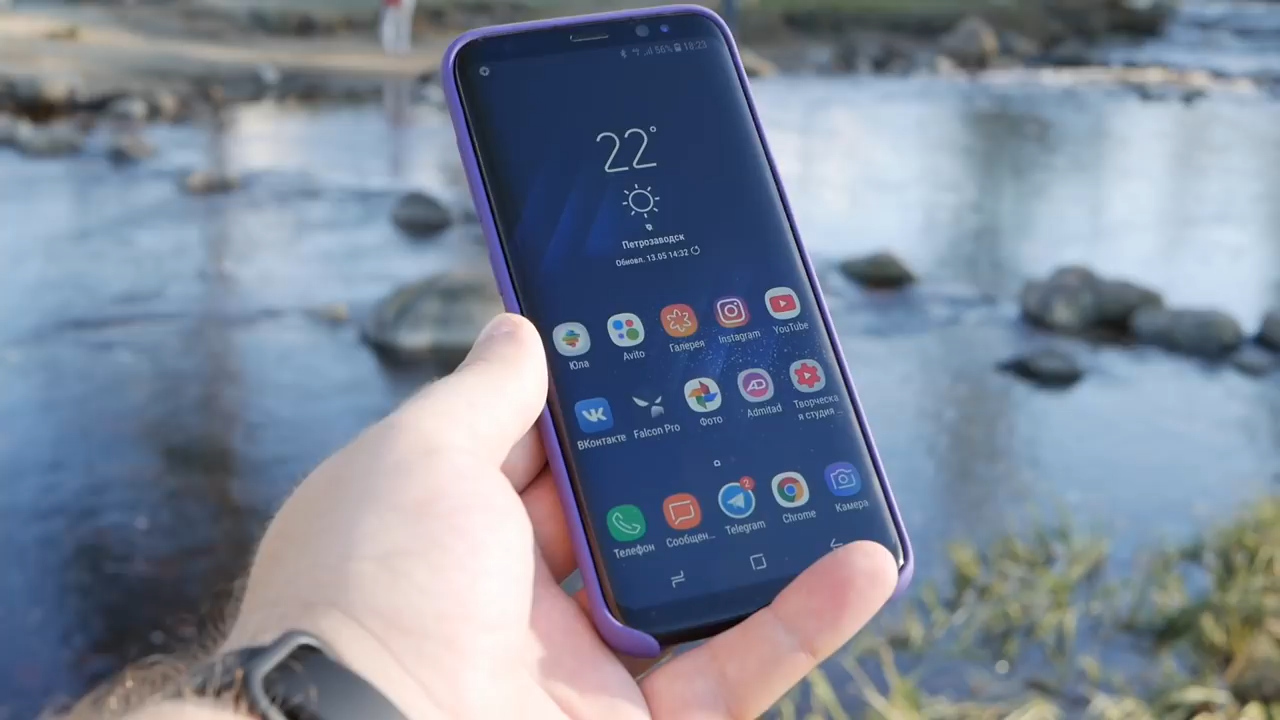 56% 18:23
22°
Петрозаводск
Обновл. 13.05 14:32
Юла
Avito
Галерея
Instagram
YouTube
ВКонтакте
Falcon Pro
Фото
Admitad
Творческа
я студия ...
Телефон
Сообщен...
2
Telegram
Chrome
Камера